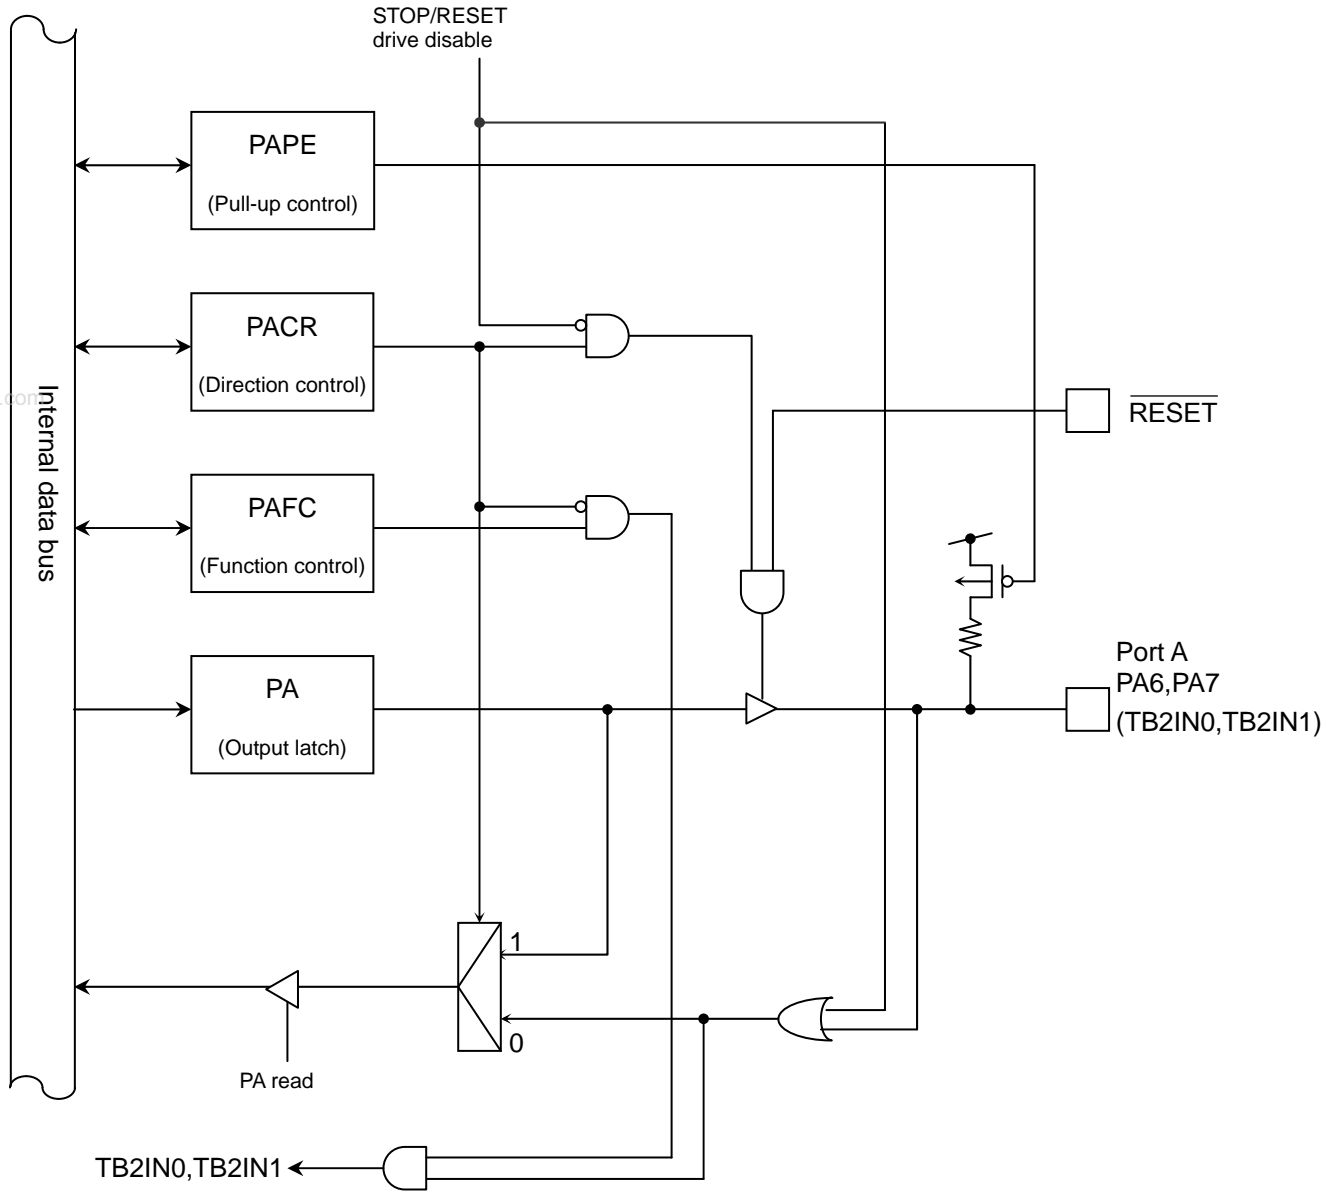 STOP/RESET
drive disable
PAPE
(Pull-up control)
PACR
(Direction control)
.com
Internal data bus
RESET
PAFC
(Function control)
PA
(Output latch)
Port A
PA6,PA7
(TB2IN0,TB2IN1)
1
0
PA read
TB2IN0,TB2IN1